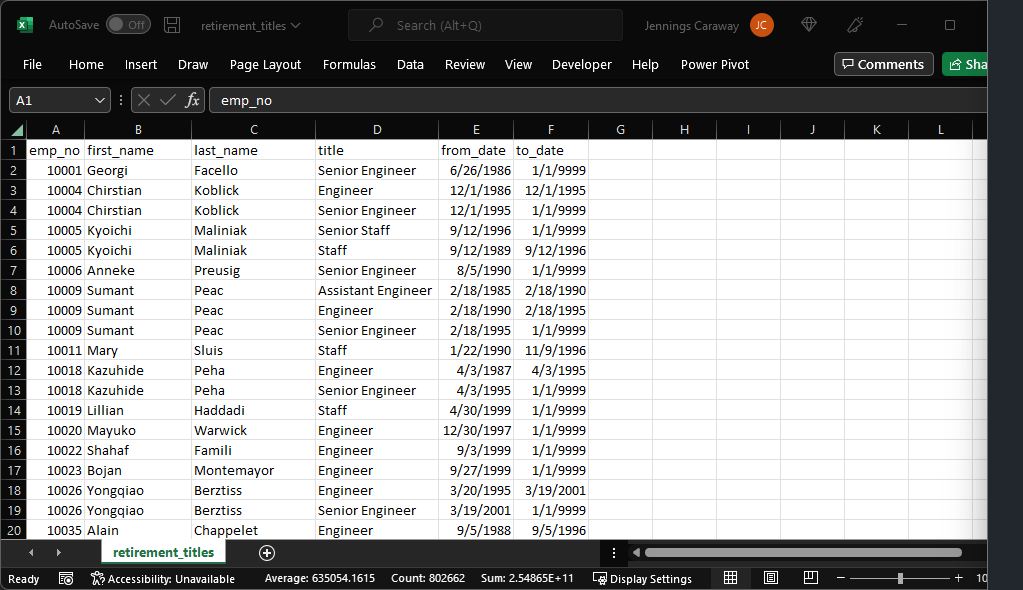 AutoSave Off retirement_titles Search (Alt+Q) Jennings Caraway JC
File Home Insert Draw Page Layout Formulas Data Review View Developer Help Power Pivot Comments Sha
A1 fx emp_no
A B C D E F G H I J K L
1 emp_no first_name last_name title from_date to_date
2 10001 Georgi Facello Senior Engineer 6/26/1986 1/1/9999
3 10004 Chirstian Koblick Engineer 12/1/1986 12/1/1995
4 10004 Chirstian Koblick Senior Engineer 12/1/1995 1/1/9999
5 10005 Kyoichi Maliniak Senior Staff 9/12/1996 1/1/9999
6 10005 Kyoichi Maliniak Staff 9/12/1989 9/12/1996
7 10006 Anneke Preusig Senior Engineer 8/5/1990 1/1/9999
8 10009 Sumant Peac Assistant Engineer 2/18/1985 2/18/1990
9 10009 Sumant Peac Engineer 2/18/1990 2/18/1995
10 10009 Sumant Peac Senior Engineer 2/18/1995 1/1/9999
11 10011 Mary Sluis Staff 1/22/1990 11/9/1996
12 10018 Kazuhide Peha Engineer 4/3/1987 4/3/1995
13 10018 Kazuhide Peha Senior Engineer 4/3/1995 1/1/9999
14 10019 Lillian Haddadi Staff 4/30/1999 1/1/9999
15 10020 Mayuko Warwick Engineer 12/30/1997 1/1/9999
16 10022 Shahaf Famili Engineer 9/3/1999 1/1/9999
17 10023 Bojan Montemayor Engineer 9/27/1999 1/1/9999
18 10026 Yongqiao Berztiss Engineer 3/20/1995 3/19/2001
19 10026 Yongqiao Berztiss Senior Engineer 3/19/2001 1/1/9999
20 10035 Alain Chappelet Engineer 9/5/1988 9/5/1996
retirement_titles
Ready Accessibility: Unavailable Average: 635054.1615 Count: 802662 Sum: 2.54865E+11 Display Settings 10